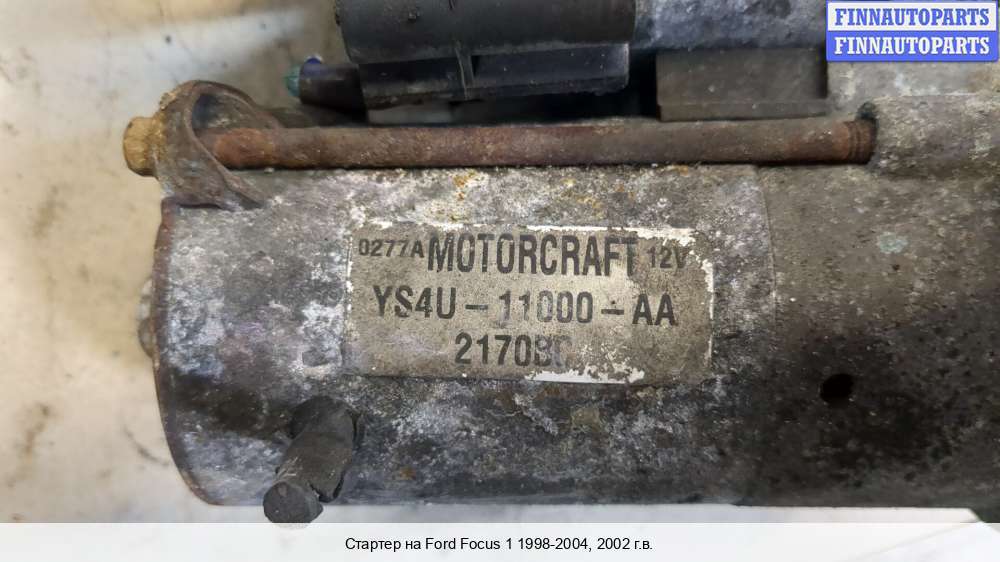 FINNAUTOPARTS
FINNAUTOPARTS
0277A MOTORCRAFT 12V
YS4U-11000-AA
Стартер на Ford Focus 1 1998-2004, 2002 г.в.